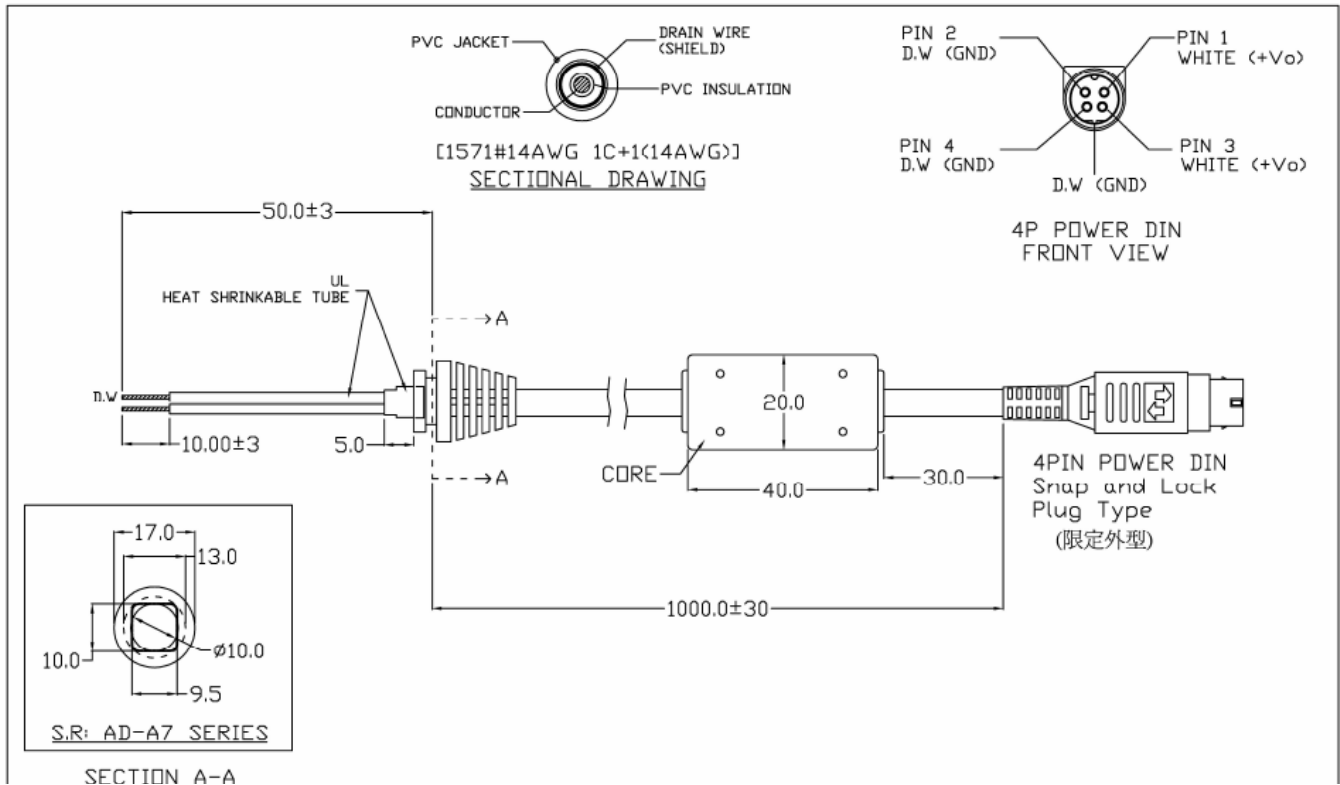 PVC JACKET
DRAIN WIRE
(SHIELD)
PVC INSULATION
CONDUCTOR
[1571#14AWG 1C+1(14AWG)]
SECTIONAL DRAWING
PIN 2
D.W (GND)
PIN 1
WHITE (+Vo)
PIN 4
D.W (GND)
PIN 3
WHITE (+Vo)
D.W (GND)
4P POWER DIN
FRONT VIEW
50.0±3
UL
HEAT SHRINKABLE TUBE
A
D.W
10.00±3
5.0
A
CORE
20.0
40.0
30.0
4PIN POWER DIN
Snap and Lock
Plug Type
(限定外型)
1000.0±30
17.0
13.0
10.0
ø10.0
9.5
S.R: AD-A7 SERIES
SECTION A-A